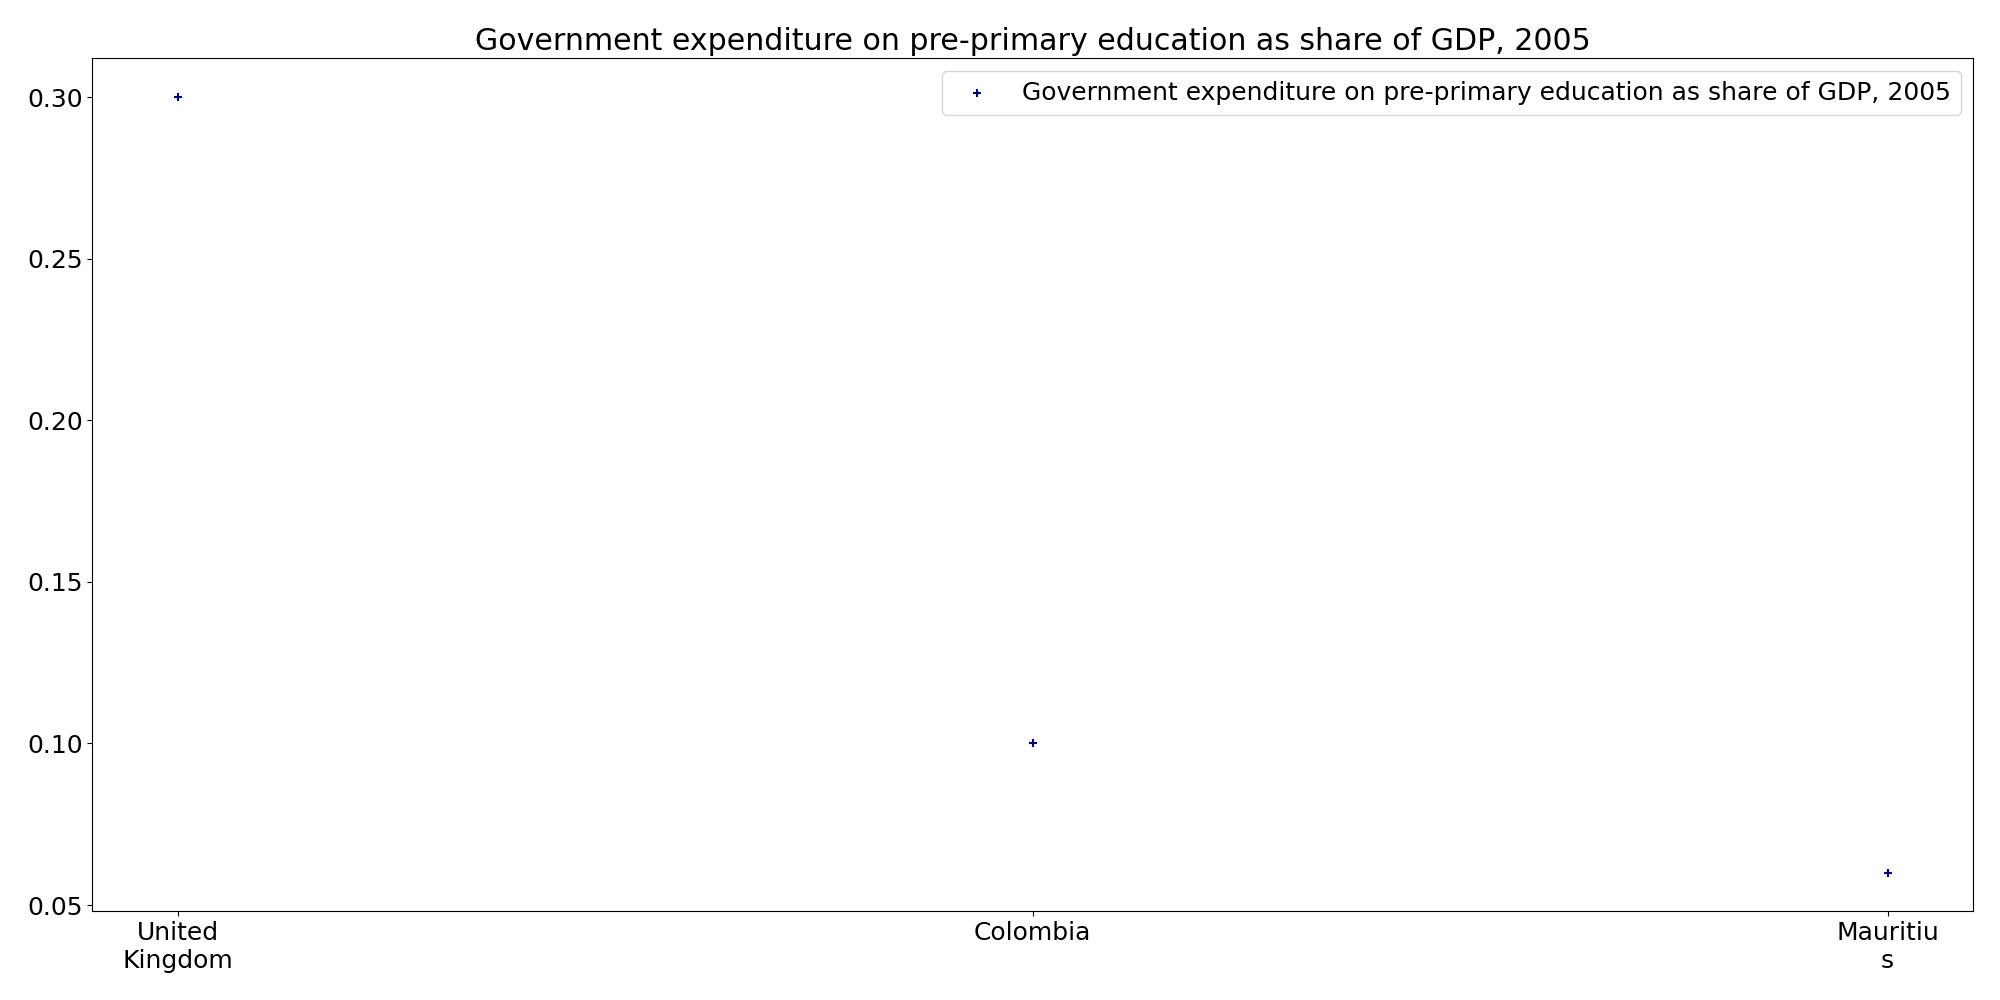 Government expenditure on pre-primary education as share of GDP, 2005
Government expenditure on pre-primary education as share of GDP, 2005
0.30
0.25
0.20
0.15
0.10
0.05
United
Kingdom
Colombia
Mauritiu
s